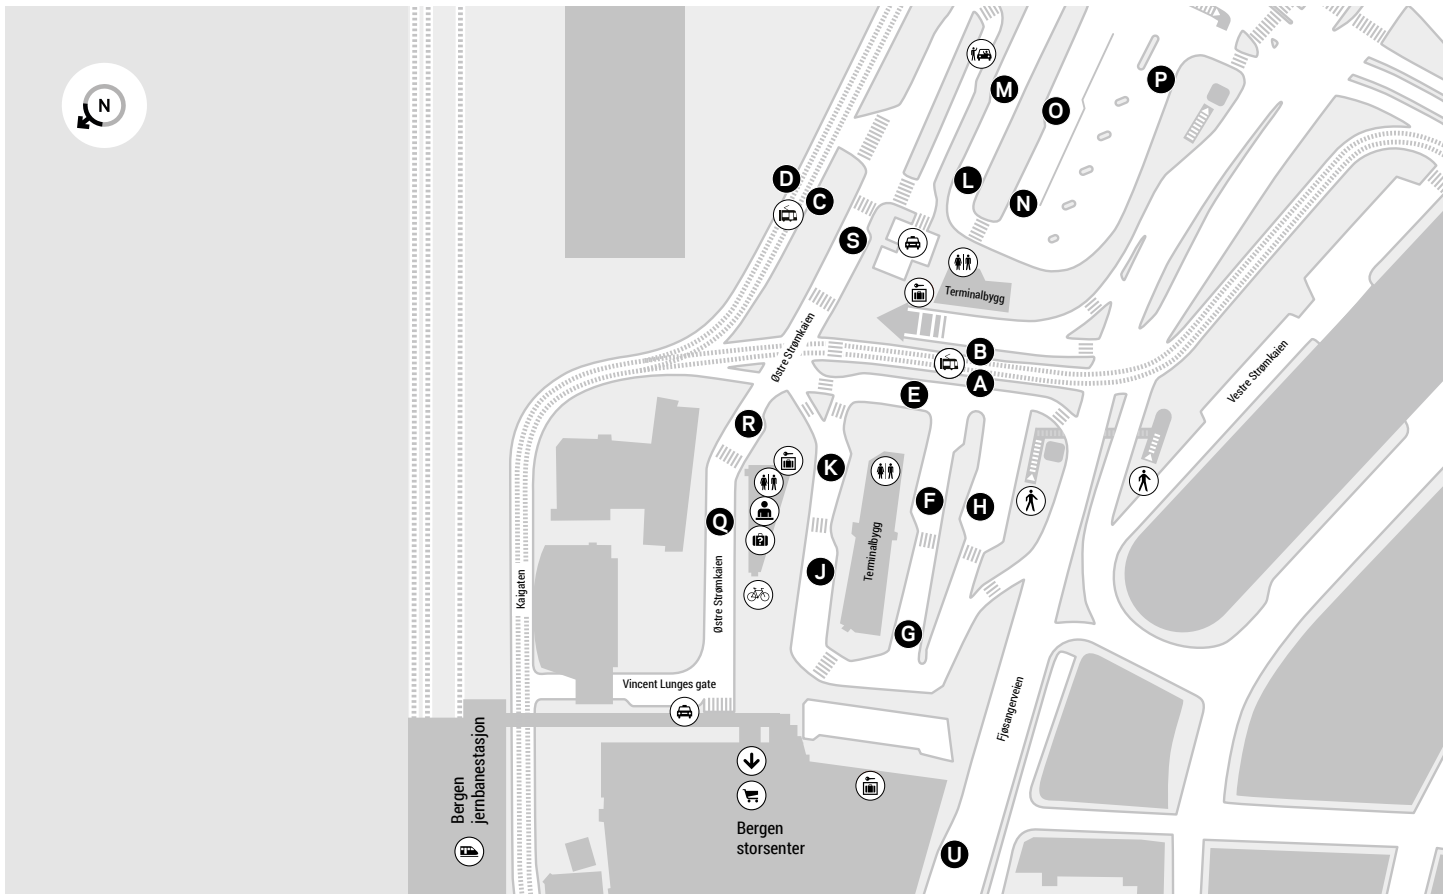 N
M
P
O
D
C
L
N
S
Terminalbygg
B
Østre Strømkaien
A
Vestre Strømkaien
E
R
K
F
H
Q
Terminalbygg
J
Kaigaten
Østre Strømkaien
G
Vincent Lunges gate
Fjøsangerveien
Bergen
jernbanestasjon
?
Bergen
storsenter
U